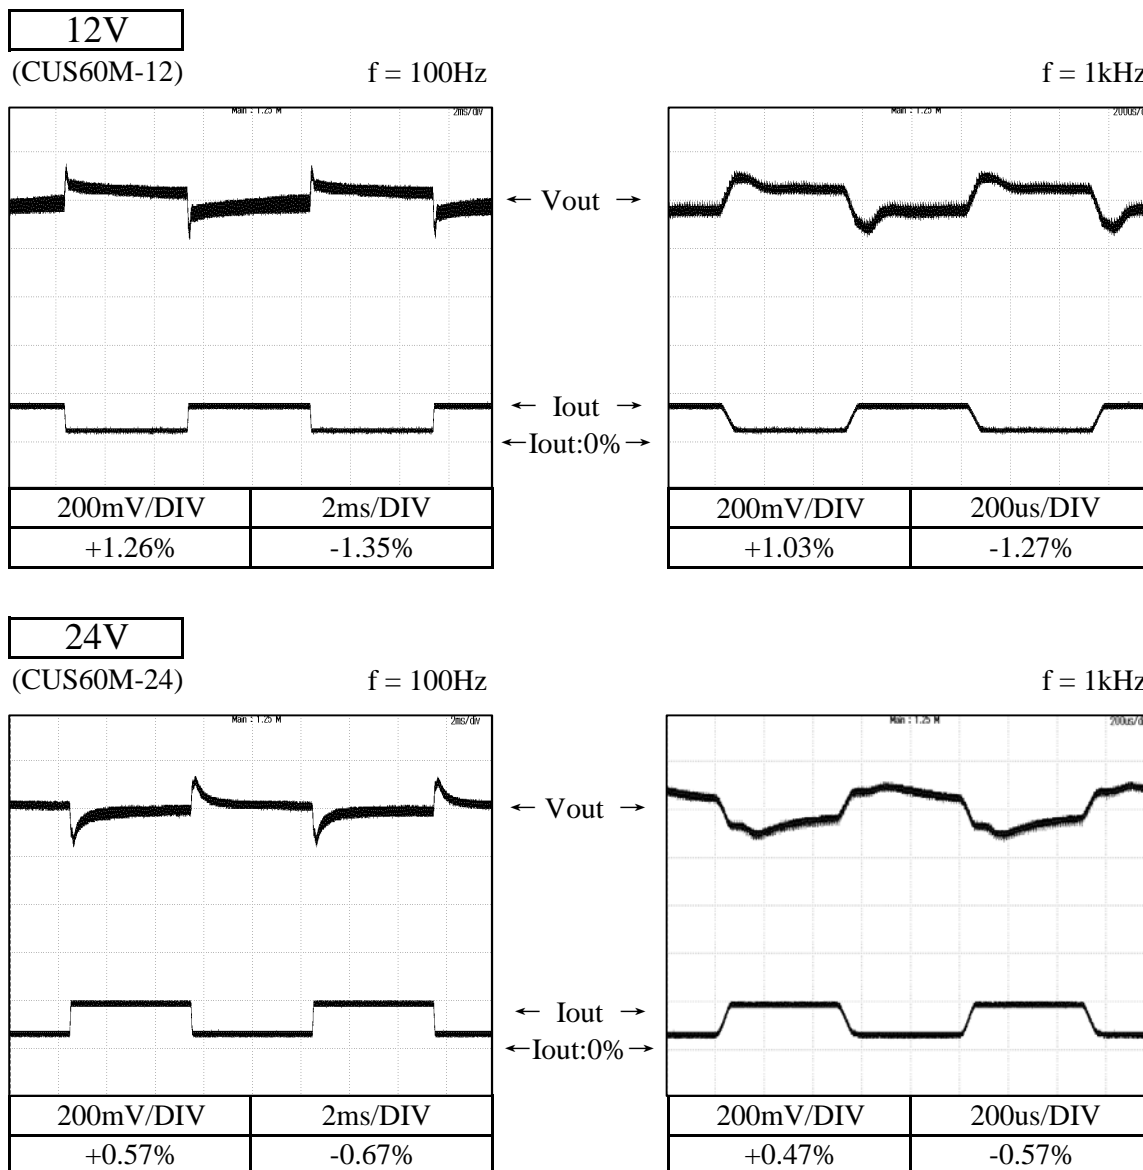 12V
(CUS60M-12) f = 100Hz f = 1kHz
Main : 1.25 M 2ms/div Main : 1.25 M
← Vout →
← Iout →
←Iout:0%→
200mV/DIV 2ms/DIV 200mV/DIV 200us/DIV
+1.26% -1.35% +1.03% -1.27%
24V
(CUS60M-24) f = 100Hz f = 1kHz
Main : 1.25 M 2ms/div Main : 1.25 M
← Vout →
← Iout →
←Iout:0%→
200mV/DIV 2ms/DIV 200mV/DIV 200us/DIV
+0.57% -0.67% +0.47% -0.57%